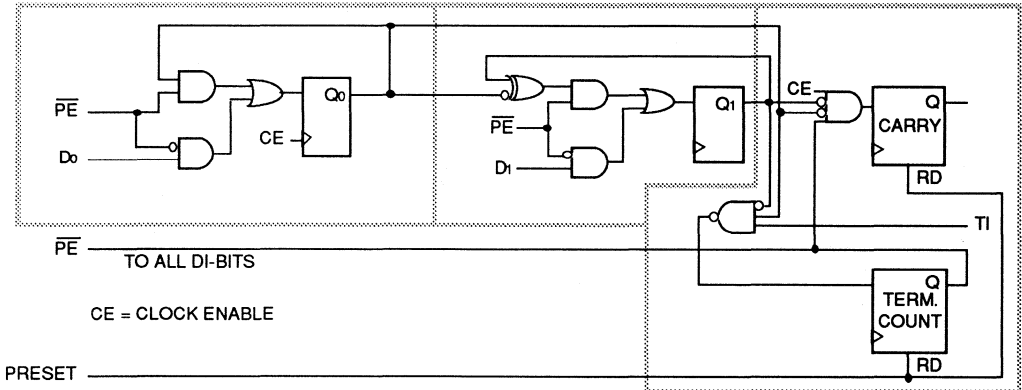 PE
D0
Q0
CE
PE
D1
Q1
CE
Q
CARRY
RD
TI
PE
TO ALL DI-BITS
Q
TERM.
COUNT
CE = CLOCK ENABLE
RD
PRESET